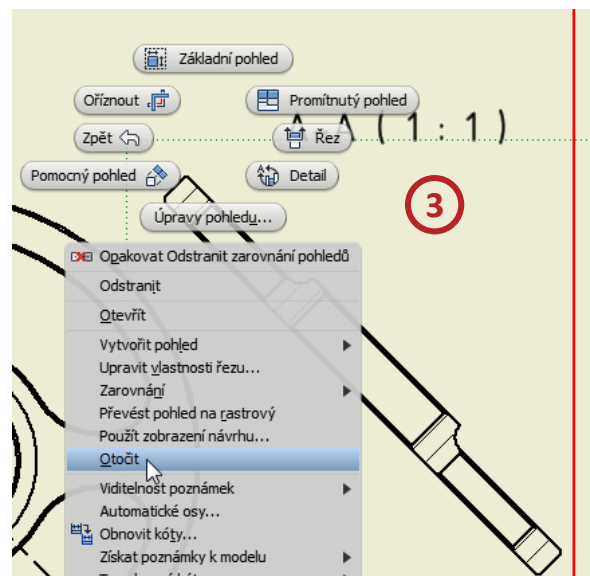 Základní pohled
Oříznout
Promítnutý pohled
A ( 1 : 1 )
Zpět
Řez
Pomocný pohled
Detail
3
Úpravy pohledu...
Opakovat Odstranit zarovnání pohledů
Odstranit
Otevřít
Vytvořit pohled
Upravit vlastnosti řezu...
Zarovnání
Převést pohled na rastrový
Použít zobrazení návrhu...
Otočit
Viditelnost poznámek
Automatické osy...
Obnovit kóty...
Získat poznámky k modelu